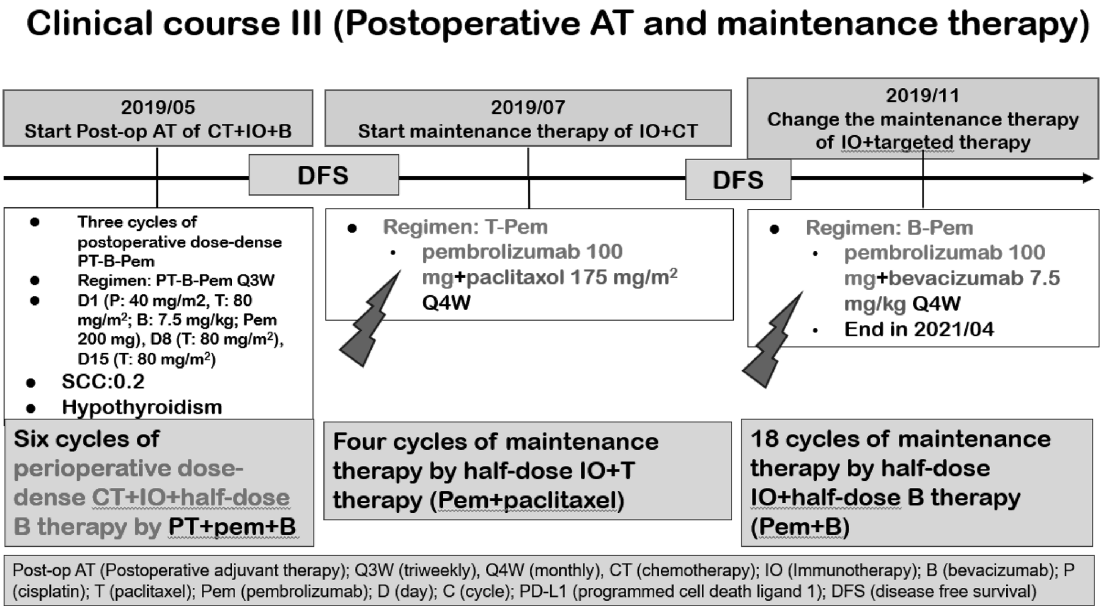 Clinical course III (Postoperative AT and maintenance therapy)
2019/05
Start Post-op AT of CT+IO+B
2019/07
Start maintenance therapy of IO+CT
2019/11
Change the maintenance therapy
of IO+targeted therapy
DFS
DFS
● Three cycles of
postoperative dose-dense
PT-B-Pem
● Regimen: PT-B-Pem Q3W
● D1 (P: 40 mg/m2, T: 80
mg/m²; B: 7.5 mg/kg; Pem
200 mg), D8 (T: 80 mg/m²),
D15 (T: 80 mg/m²)
● SCC:0.2
● Hypothyroidism
● Regimen: T-Pem
• pembrolizumab 100
mg+paclitaxol 175 mg/m²
Q4W
● Regimen: B-Pem
• pembrolizumab 100
mg+bevacizumab 7.5
mg/kg Q4W
• End in 2021/04
Six cycles of
perioperative dose-
dense CT+IO+half-dose
B therapy by PT+pem+B
Four cycles of maintenance
therapy by half-dose IO+T
therapy (Pem+paclitaxel)
18 cycles of maintenance
therapy by half-dose
IO+half-dose B therapy
(Pem+B)
Post-op AT (Postoperative adjuvant therapy); Q3W (triweekly), Q4W (monthly), CT (chemotherapy); IO (Immunotherapy); B (bevacizumab); P
(cisplatin); T (paclitaxel); Pem (pembrolizumab); D (day); C (cycle); PD-L1 (programmed cell death ligand 1); DFS (disease free survival)